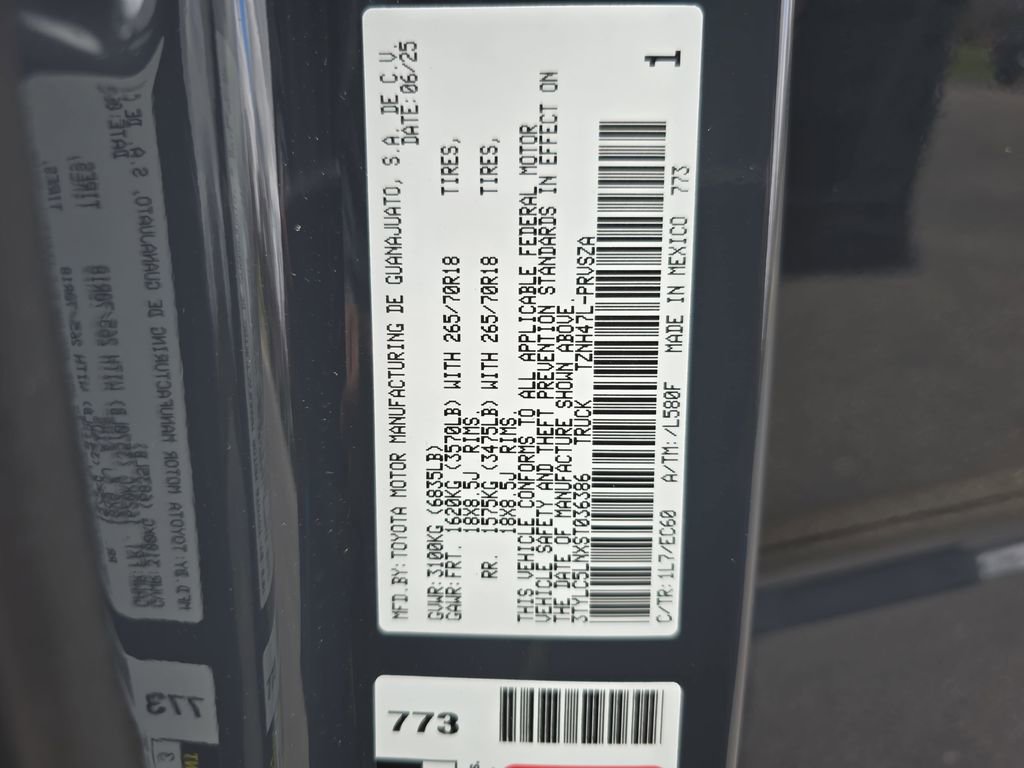 MFD.BY:TOYOTA MOTOR MANUFACTURING DE GUANAJUATO, S.A. DE C.V.
DATE:06/25
GVWR:3100KG (6835LB)
GAWR:FRT. 1620KG (3570LB) WITH 265/70R18 TIRES,
18X8.5J RIMS.
RR. 1575KG (3475LB) WITH 265/70R18 TIRES,
18X8.5J RIMS.
THIS VEHICLE CONFORMS TO ALL APPLICABLE FEDERAL MOTOR
VEHICLE SAFETY AND THEFT PREVENTION STANDARDS IN EFFECT ON
THE DATE OF MANUFACTURE SHOWN ABOVE.
TRUCK TZNH47L-PRVSZA
C/TR:1L7/EC60 A/TM:/L580F MADE IN MEXICO 773
1
773